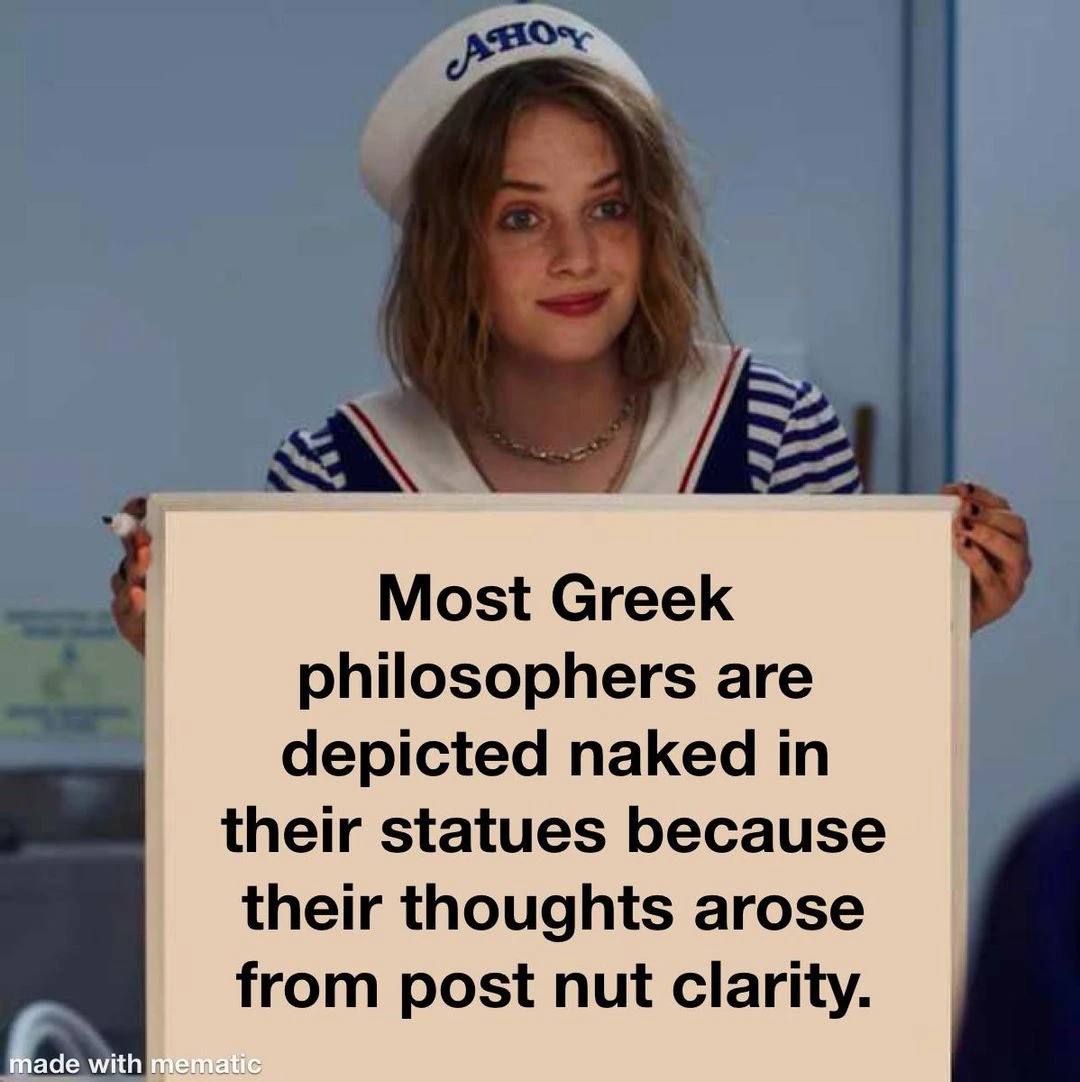 AHOY
Most Greek
philosophers are
depicted naked in
their statues because
their thoughts arose
from post nut clarity.
made with mematic